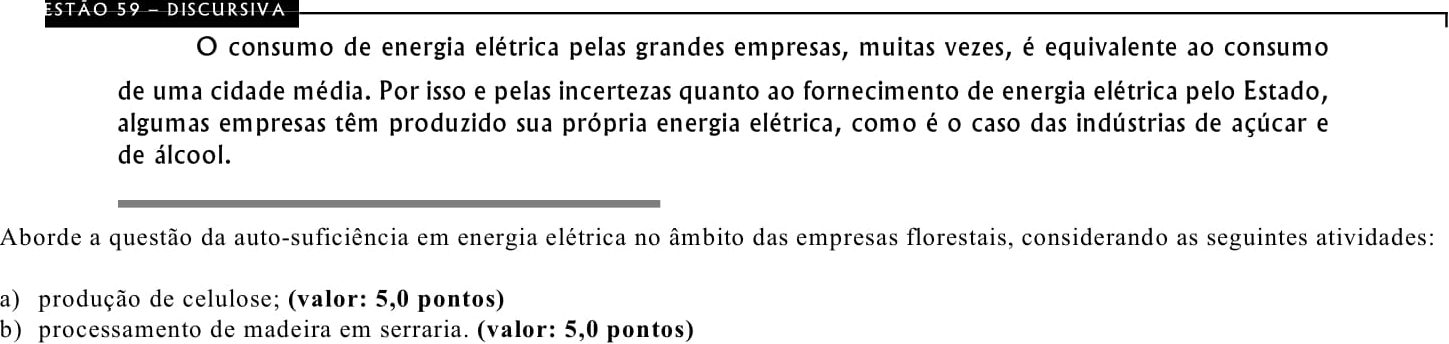 ESTÃO 59 – DISCURSIVA
O consumo de energia elétrica pelas grandes empresas, muitas vezes, é equivalente ao consumo
de uma cidade média. Por isso e pelas incertezas quanto ao fornecimento de energia elétrica pelo Estado,
algumas empresas têm produzido sua própria energia elétrica, como é o caso das indústrias de açúcar e
de álcool.
Aborde a questão da auto-suficiência em energia elétrica no âmbito das empresas florestais, considerando as seguintes atividades:
a) produção de celulose; (valor: 5,0 pontos)
b) processamento de madeira em serraria. (valor: 5,0 pontos)